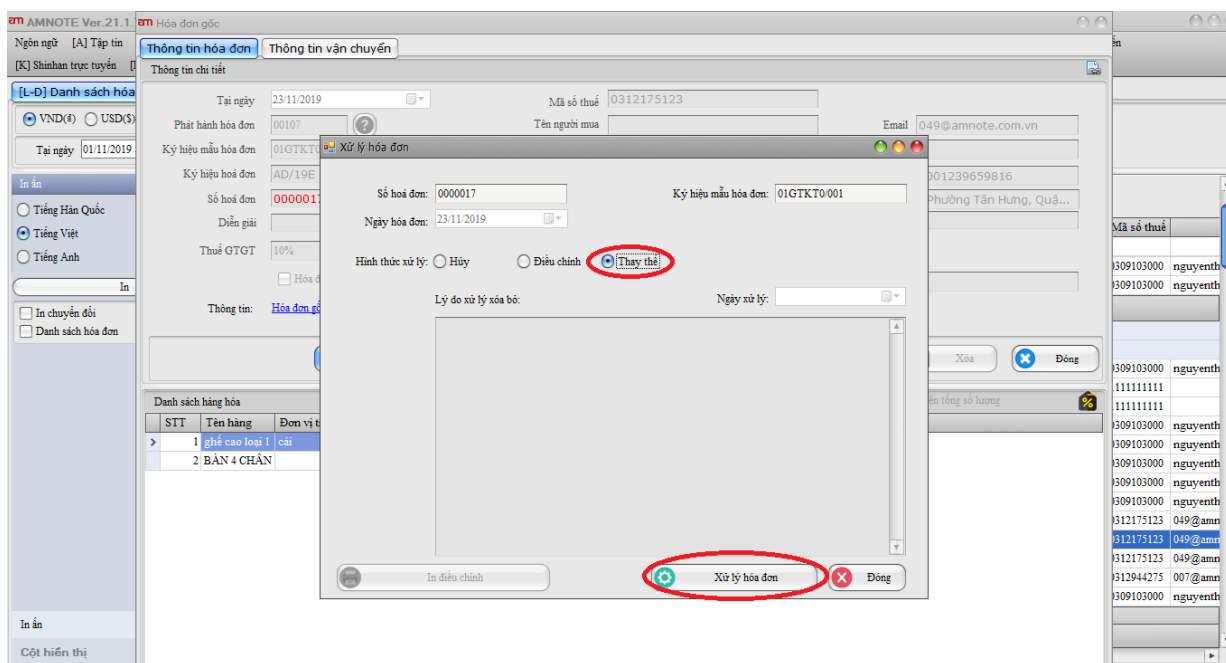 am AMNOTE Ver.21.1.
am Hóa đơn gốc
Ngôn ngữ [A] Tập tin
[K] Shinhan trực tuyến
Thông tin hóa đơn Thông tin vận chuyển
Thông tin chi tiết
[L-D] Danh sách hóa
VND(đ) USD($)
Tại ngày 01/11/2019
In ấn
Tiếng Hàn Quốc
Tiếng Việt
Tiếng Anh
In
In chuyển đổi
Danh sách hóa đơn
In ấn
Cột hiển thị
Tại ngày 23/11/2019 Mã số thuế 0312175123
Phát hành hóa đơn 00107 Tên người mua Email 049@amnote.com.vn
Ký hiệu mẫu hóa đơn 01GTKT0
Ký hiệu hoá đơn AD/19E 001239659816
Số hoá đơn 0000017 Phường Tân Hưng, Quậ...
Diễn giải
Thuế GTGT 10%
Hóa đ
Thông tin: Hóa đơn gố
Xóa Đóng
Danh sách hàng hóa ện tổng số lượng
STT Tên hàng Đơn vị t
1 ghế cao loại 1 cái
2 BÀN 4 CHÂN
Xử lý hóa đơn
Số hoá đơn: 0000017 Ký hiệu mẫu hóa đơn: 01GTKT0/001
Ngày hóa đơn: 23/11/2019
Hình thức xử lý: Hủy Điều chỉnh Thay thế
Lý do xử lý xóa bỏ: Ngày xử lý:
In điều chỉnh Xử lý hóa đơn Đóng
Mã số thuế
0309103000 nguyenth
0309103000 nguyenth
0309103000 nguyenth
1111111111
1111111111
0309103000 nguyenth
0309103000 nguyenth
0309103000 nguyenth
0309103000 nguyenth
0309103000 nguyenth
0312175123 049@amn
0312175123 049@amn
0312175123 049@amn
0312944275 007@amn
0309103000 nguyenth